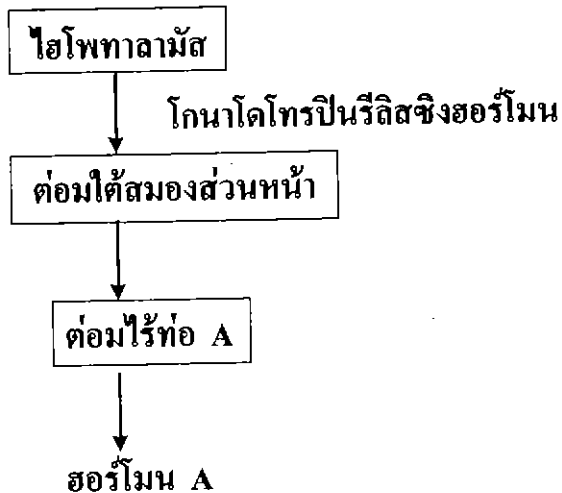 ไฮโพทาลามัส
โกนาโดโทรปินรีลิสซิงฮอร์โมน
ต่อมใต้สมองส่วนหน้า
ต่อมไร้ท่อ A
ฮอร์โมน A